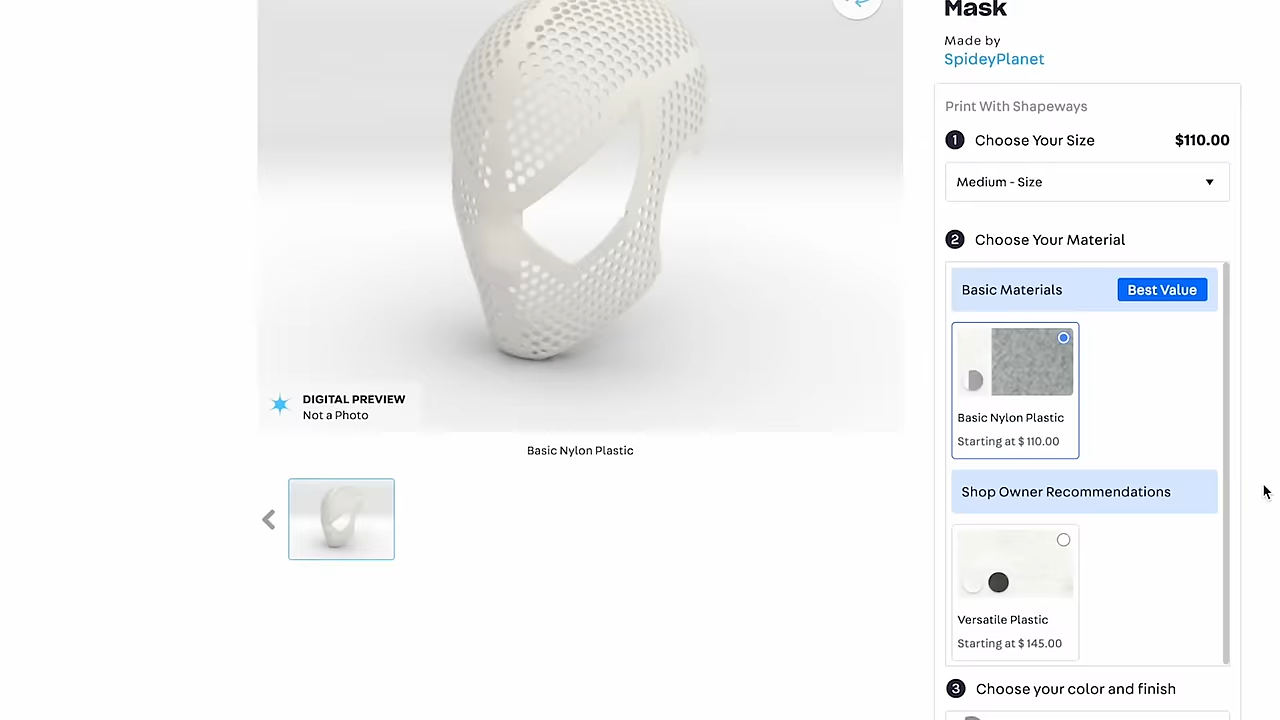 Mask
Made by
SpideyPlanet
Print With Shapeways
1 Choose Your Size $110.00
Medium - Size
2 Choose Your Material
Basic Materials Best Value
Basic Nylon Plastic
Starting at $ 110.00
Shop Owner Recommendations
Versatile Plastic
Starting at $ 145.00
3 Choose your color and finish
DIGITAL PREVIEW
Not a Photo
Basic Nylon Plastic